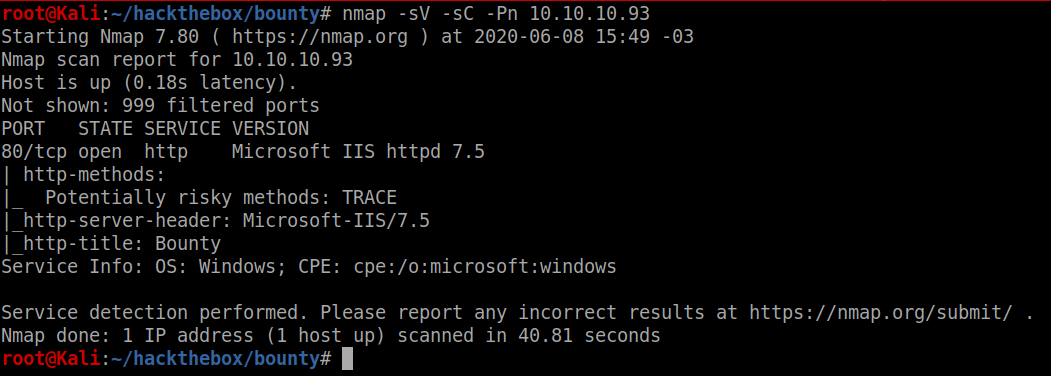 root@Kali:~/hackthebox/bounty# nmap -sV -sC -Pn 10.10.10.93
Starting Nmap 7.80 ( https://nmap.org ) at 2020-06-08 15:49 -03
Nmap scan report for 10.10.10.93
Host is up (0.18s latency).
Not shown: 999 filtered ports
PORT   STATE SERVICE VERSION
80/tcp open  http    Microsoft IIS httpd 7.5
| http-methods:
|_  Potentially risky methods: TRACE
|_http-server-header: Microsoft-IIS/7.5
|_http-title: Bounty
Service Info: OS: Windows; CPE: cpe:/o:microsoft:windows

Service detection performed. Please report any incorrect results at https://nmap.org/submit/ .
Nmap done: 1 IP address (1 host up) scanned in 40.81 seconds
root@Kali:~/hackthebox/bounty#